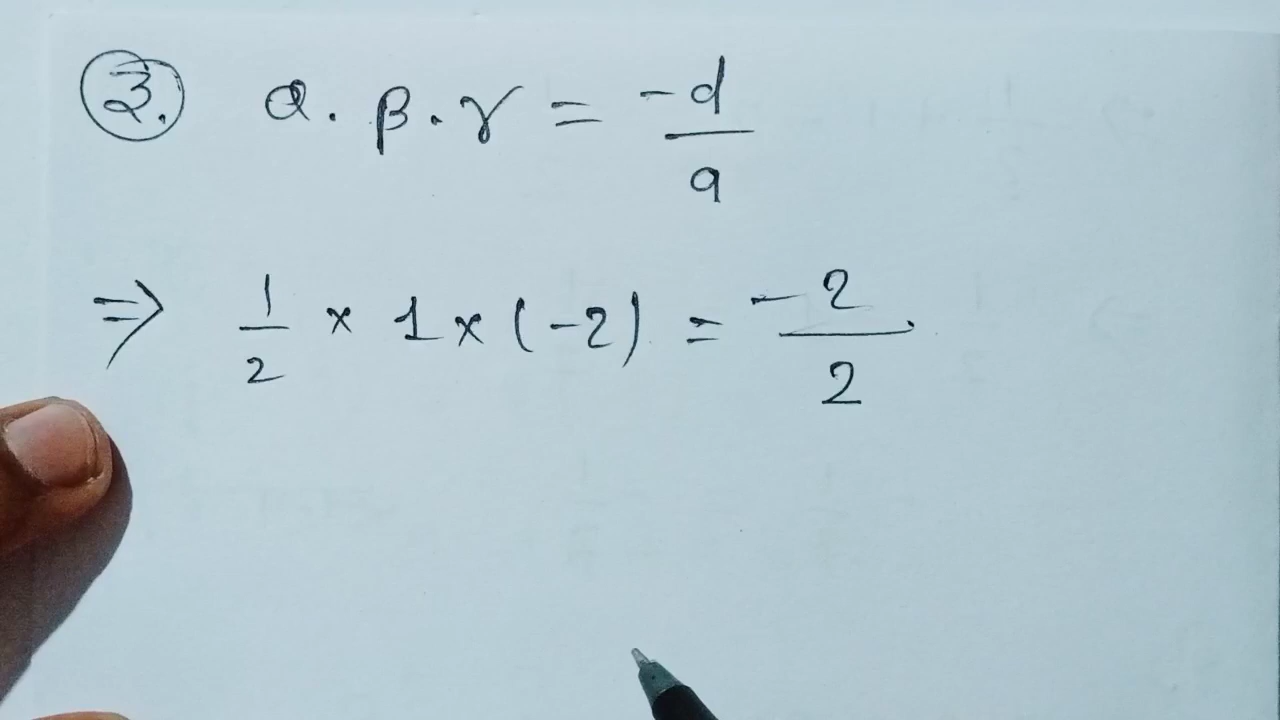 3. α . β . γ = -d/a
⇒ 1/2 × 1 × (-2) = -2/2